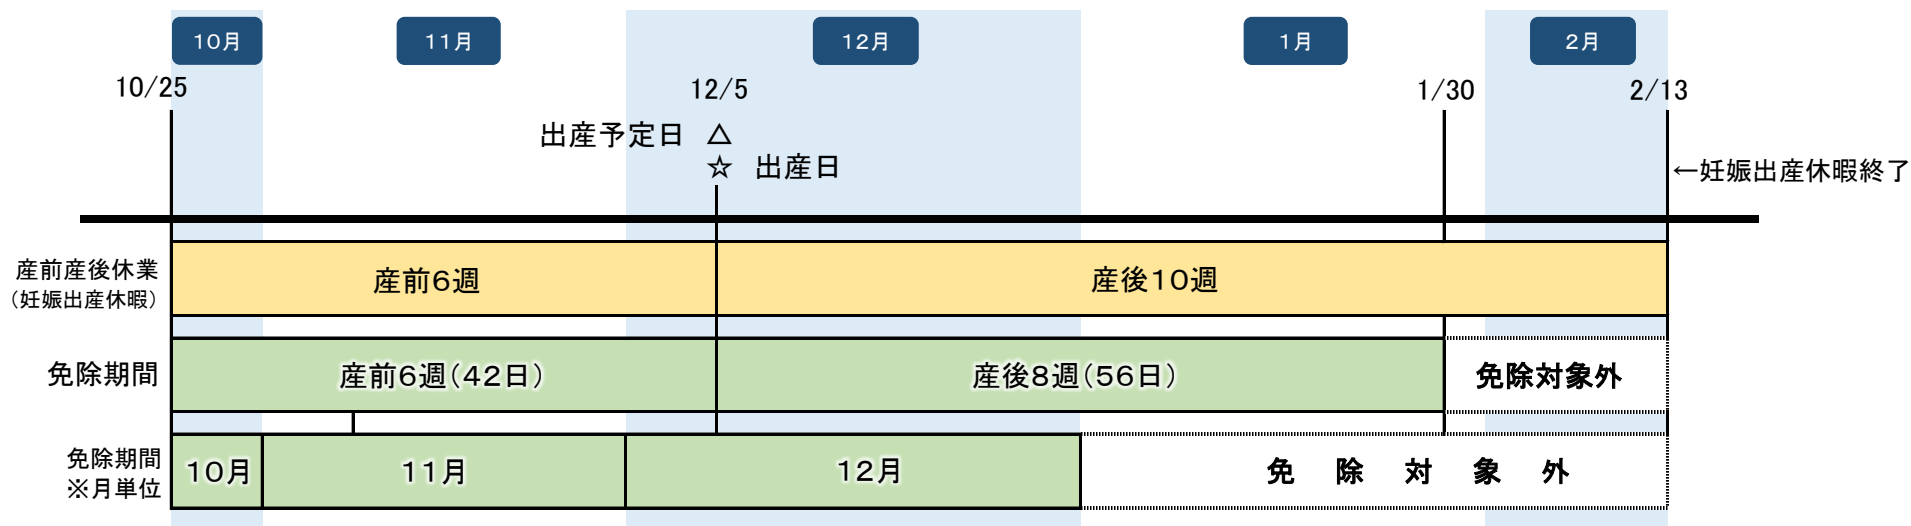 10月 11月 12月 1月 2月
10/25 12/5 1/30 2/13
出産予定日 △
☆ 出産日
←妊娠出産休暇終了
産前産後休業
（妊娠出産休暇）
産前6週 産後10週
免除期間
産前6週（42日） 産後8週（56日） 免除対象外
免除期間
※月単位
10月 11月 12月 免除対象外